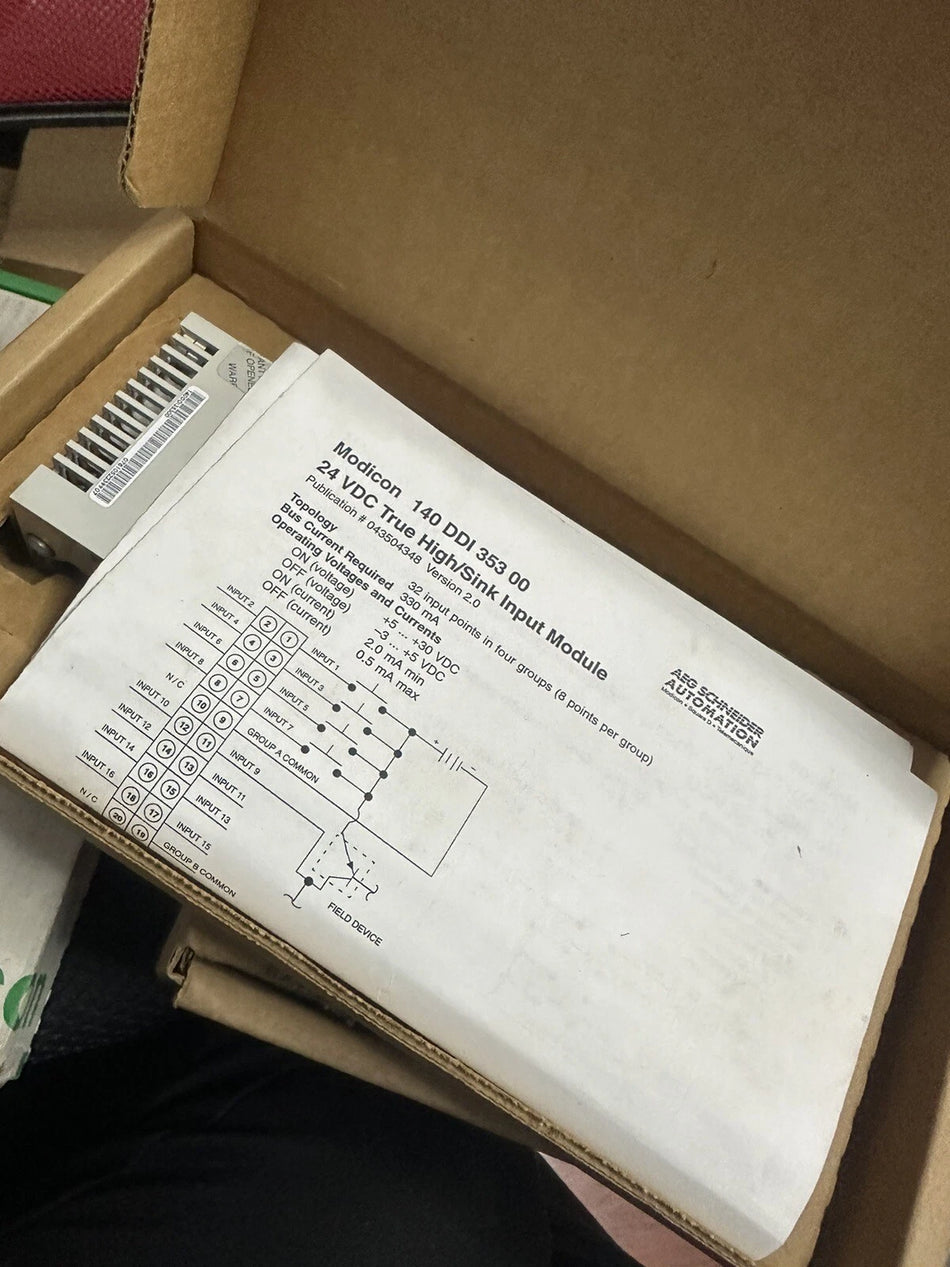 WARR
F OPENED
Modicon 140 DDI 353 00
24 VDC True High/Sink Input Module
Publication # 043504348 Version 2.0
Topology 32 input points in four groups (8 points per group)
Bus Current Required 330 mA
Operating Voltages and Currents
ON (voltage) +5 ... +30 VDC
OFF (voltage) –3 ... +5 VDC
ON (current) 2.0 mA min
OFF (current) 0.5 mA max
AEG SCHNEIDER
AUTOMATION
Modicon • Square D • Telemecanique
INPUT 2
2
1
INPUT 1
INPUT 4
4
3
INPUT 3
INPUT 6
6
5
INPUT 5
INPUT 8
8
7
INPUT 7
N/C
10
9
GROUP A COMMON
INPUT 10
12
11
INPUT 9
INPUT 12
14
13
INPUT 11
INPUT 14
16
15
INPUT 13
INPUT 16
18
17
INPUT 15
N/C
20
19
GROUP B COMMON
+
–
FIELD DEVICE